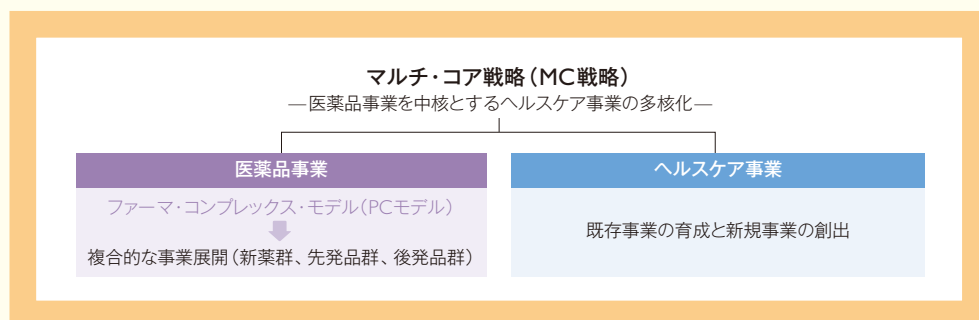 マルチ・コア戦略（MC戦略）
―医薬品事業を中核とするヘルスケア事業の多核化―
医薬品事業
ファーマ・コンプレックス・モデル（PCモデル）
複合的な事業展開（新薬群、先発品群、後発品群）
ヘルスケア事業
既存事業の育成と新規事業の創出